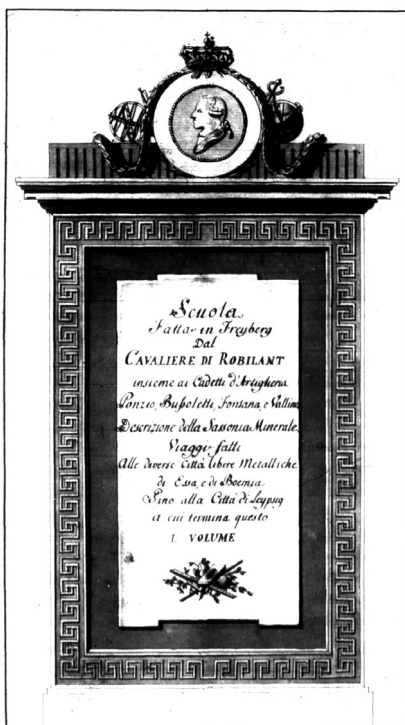 Scuola
Fatta in Freyberg
Dal
CAVALIERE DI ROBILANT
insieme ai Cadetti d'Artiglieria
Ponzio, Bussoletti, Fontana, e Vallino
Descrizione della Sassonia Minerale
Viaggi fatti
Alle diverse Città libere Metalliche
di Essa, e di Boemia
Sino alla Città di Leypsig
a cui termina questo
I. VOLUME